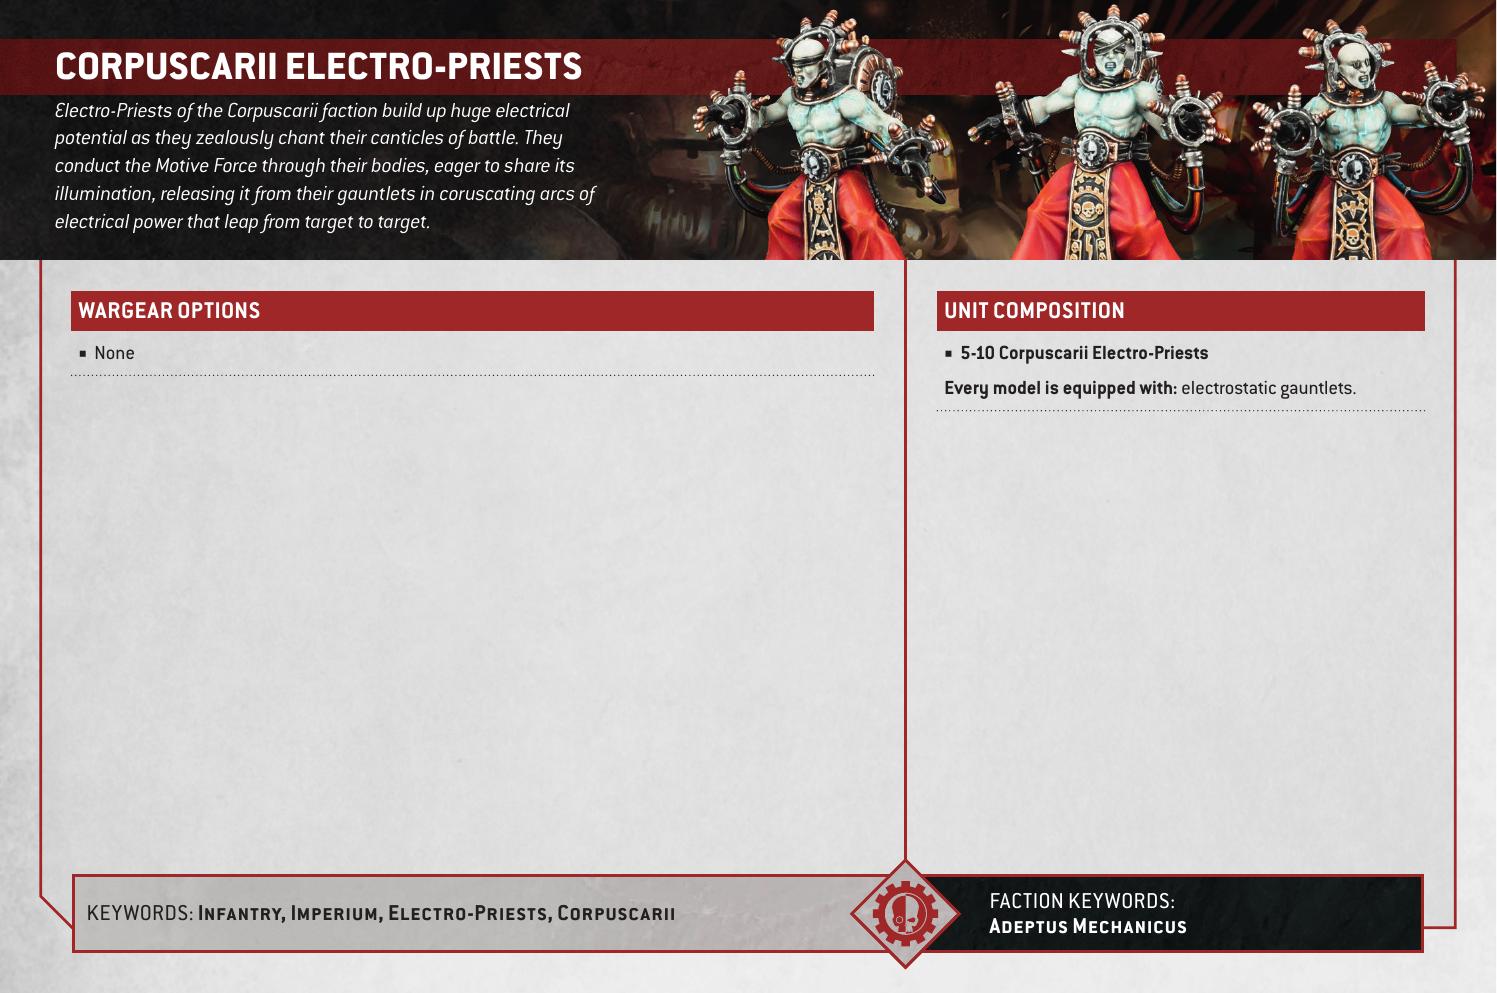 CORPUSCARII ELECTRO-PRIESTS
Electro-Priests of the Corpuscarii faction build up huge electrical
potential as they zealously chant their canticles of battle. They
conduct the Motive Force through their bodies, eager to share its
illumination, releasing it from their gauntlets in coruscating arcs of
electrical power that leap from target to target.
WARGEAR OPTIONS
▪ None
UNIT COMPOSITION
▪ 5-10 Corpuscarii Electro-Priests
Every model is equipped with: electrostatic gauntlets.
KEYWORDS: INFANTRY, IMPERIUM, ELECTRO-PRIESTS, CORPUSCARII
FACTION KEYWORDS:
ADEPTUS MECHANICUS